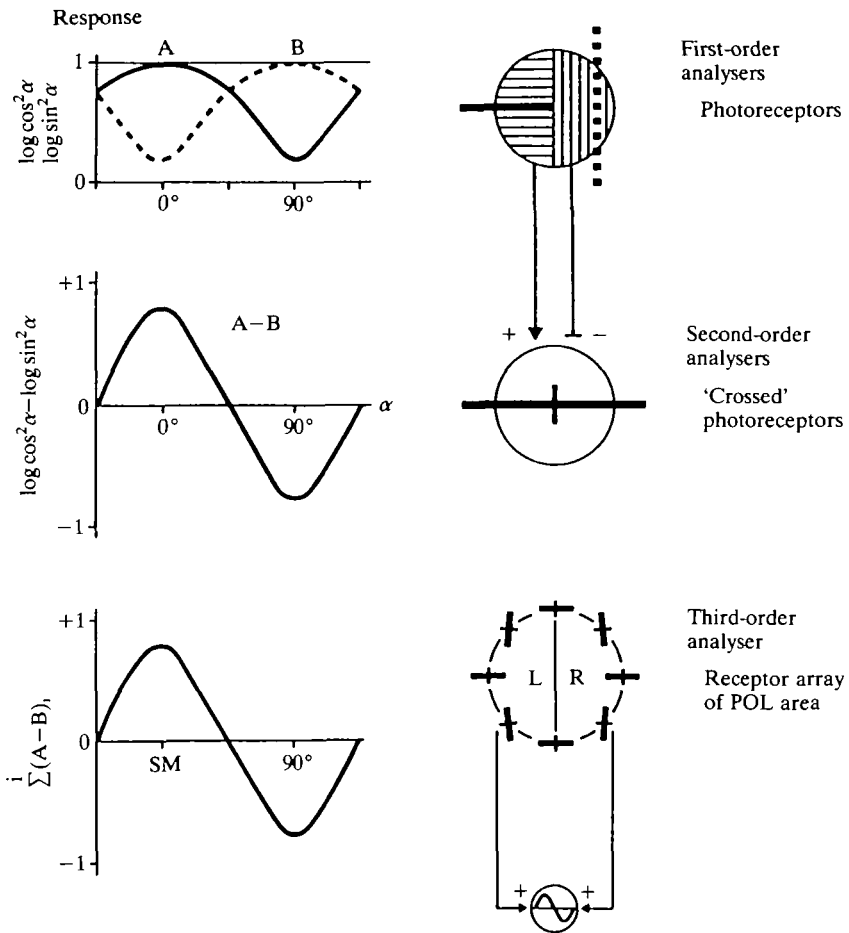 Response
A
B
1
0
log cos²α
log sin²α
0°
90°
First-order
analysers
Photoreceptors
+1
0
−1
log cos²α−log sin²α
A−B
0°
90°
α
+
−
Second-order
analysers
‘Crossed’
photoreceptors
+1
0
−1
i
∑(A−B)ᵢ
SM
90°
L
R
Third-order
analyser
Receptor array
of POL area
+
+